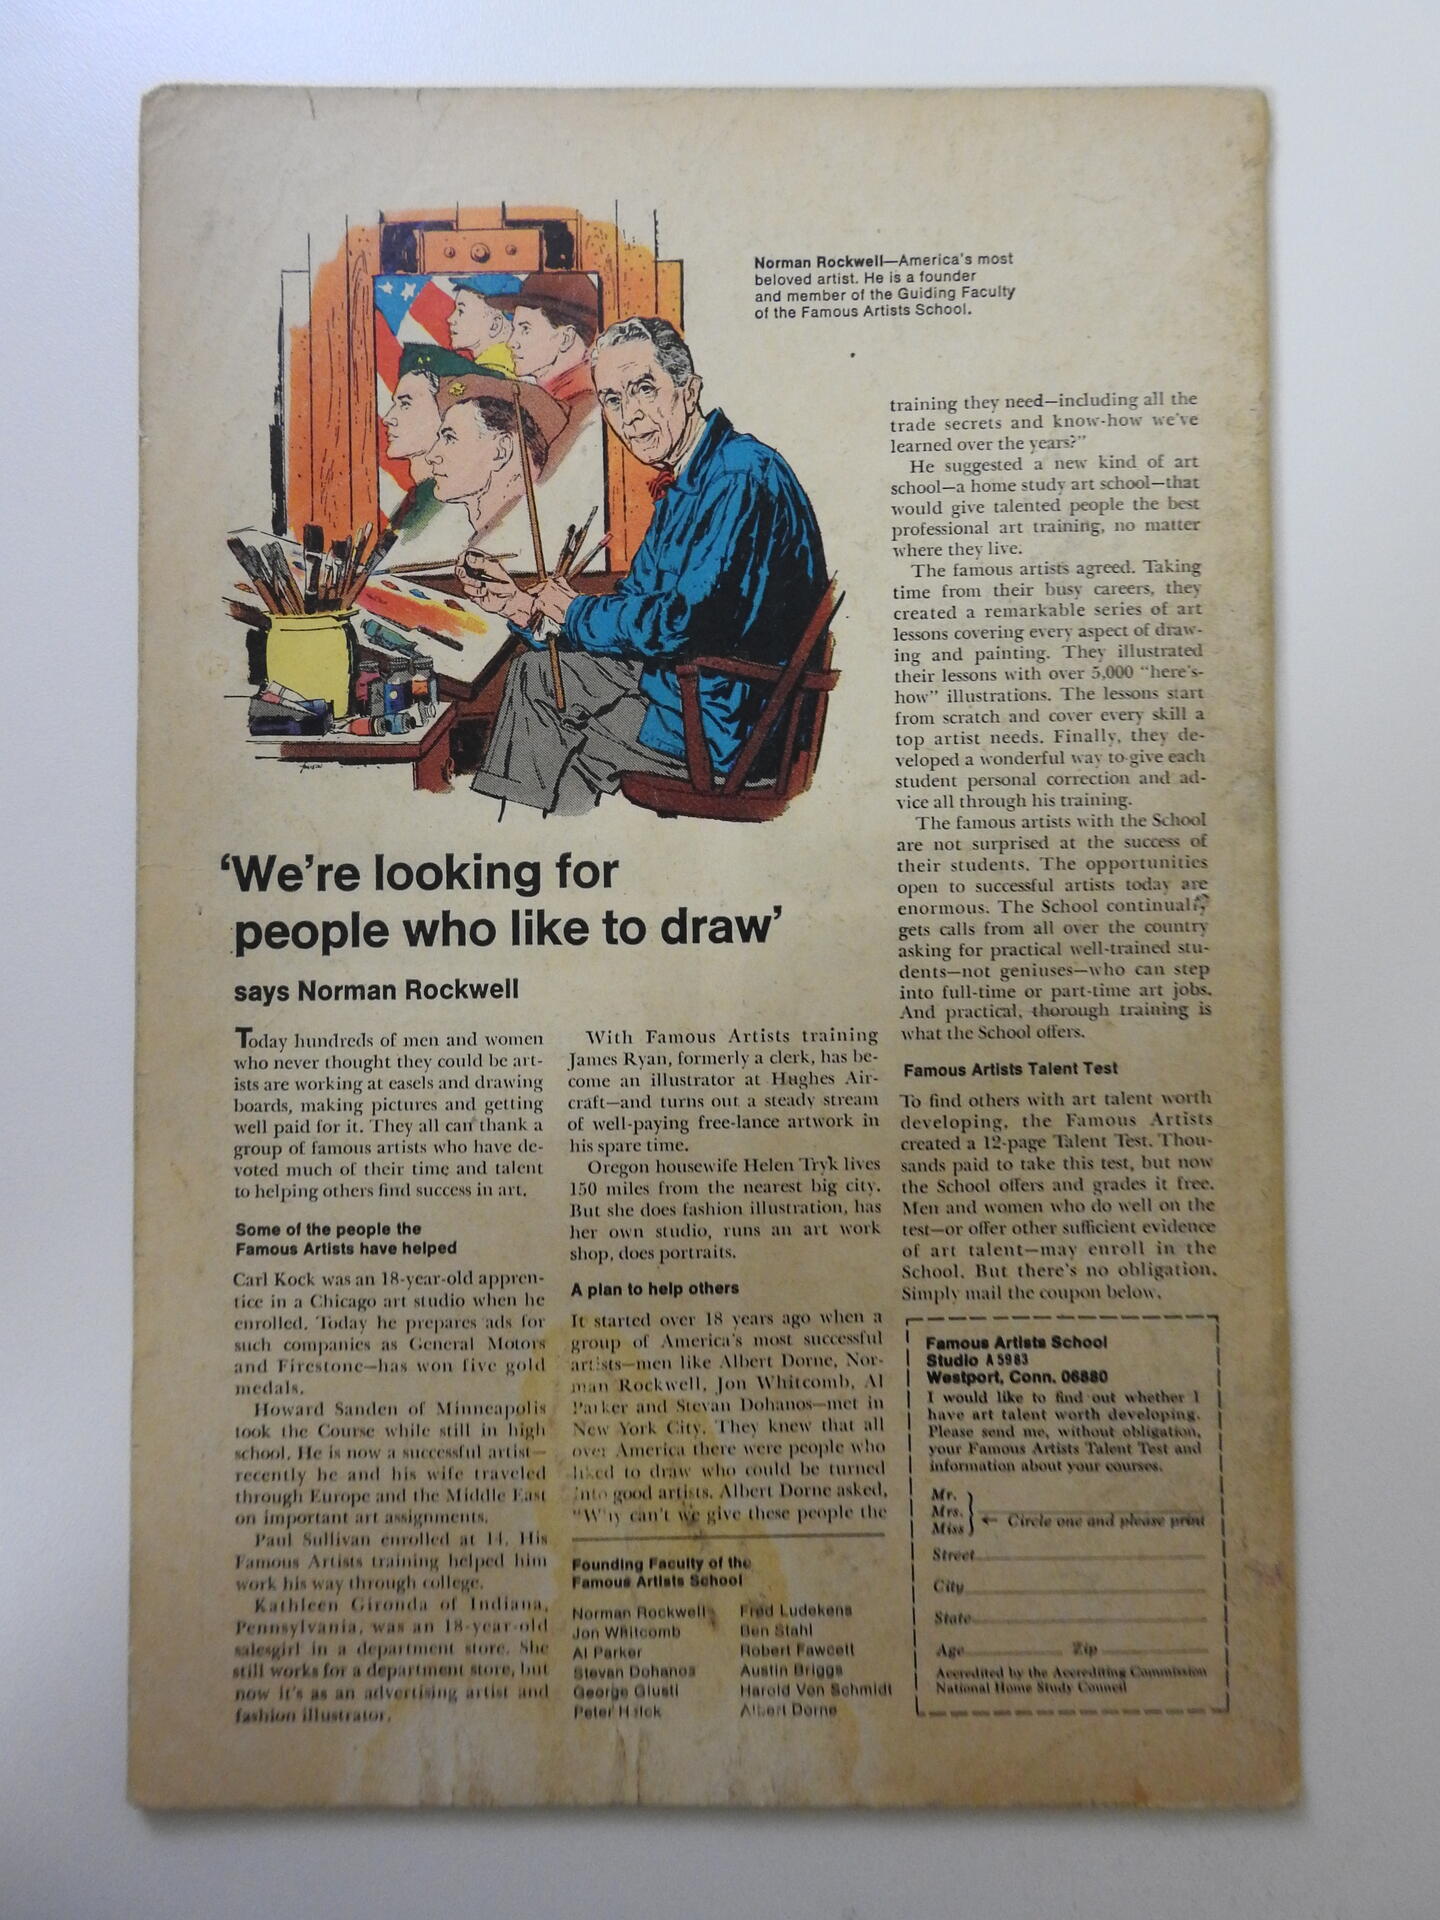 Norman Rockwell—America's most
beloved artist. He is a founder
and member of the Guiding Faculty
of the Famous Artists School.
'We're looking for
people who like to draw'
says Norman Rockwell
Today hundreds of men and women
who never thought they could be art-
ists are working at easels and drawing
boards, making pictures and getting
well paid for it. They all can thank a
group of famous artists who have de-
voted much of their time and talent
to helping others find success in art.
Some of the people the
Famous Artists have helped
Carl Kock was an 18-year-old appren-
tice in a Chicago art studio when he
enrolled. Today he prepares ads for
such companies as General Motors
and Firestone—has won five gold
medals.
Howard Sanden of Minneapolis
took the Course while still in high
school. He is now a successful artist—
recently he and his wife traveled
through Europe and the Middle East
on important art assignments.
Paul Sullivan enrolled at 14. His
Famous Artists training helped him
work his way through college.
Kathleen Gironda of Indiana,
Pennsylvania, was an 18-year-old
salesgirl in a department store. She
still works for a department store, but
now it's as an advertising artist and
fashion illustrator.
With Famous Artists training
James Ryan, formerly a clerk, has be-
come an illustrator at Hughes Air-
craft—and turns out a steady stream
of well-paying free-lance artwork in
his spare time.
Oregon housewife Helen Tryk lives
150 miles from the nearest big city.
But she does fashion illustration, has
her own studio, runs an art work
shop, does portraits.
A plan to help others
It started over 18 years ago when a
group of America's most successful
artists—men like Albert Dorne, Nor-
man Rockwell, Jon Whitcomb, Al
Parker and Stevan Dohanos—met in
New York City. They knew that all
over America there were people who
liked to draw who could be turned
into good artists. Albert Dorne asked,
"Why can't we give these people the
training they need—including all the
trade secrets and know-how we've
learned over the years?"
He suggested a new kind of art
school—a home study art school—that
would give talented people the best
professional art training, no matter
where they live.
The famous artists agreed. Taking
time from their busy careers, they
created a remarkable series of art
lessons covering every aspect of draw-
ing and painting. They illustrated
their lessons with over 5,000 "here's-
how" illustrations. The lessons start
from scratch and cover every skill a
top artist needs. Finally, they de-
veloped a wonderful way to give each
student personal correction and ad-
vice all through his training.
The famous artists with the School
are not surprised at the success of
their students. The opportunities
open to successful artists today are
enormous. The School continually
gets calls from all over the country
asking for practical well-trained stu-
dents—not geniuses—who can step
into full-time or part-time art jobs.
And practical, thorough training is
what the School offers.
Famous Artists Talent Test
To find others with art talent worth
developing, the Famous Artists
created a 12-page Talent Test. Thou-
sands paid to take this test, but now
the School offers and grades it free.
Men and women who do well on the
test—or offer other sufficient evidence
of art talent—may enroll in the
School. But there's no obligation.
Simply mail the coupon below.
Founding Faculty of the
Famous Artists School
Norman Rockwell
Jon Whitcomb
Al Parker
Stevan Dohanos
George Giusti
Peter Helck
Fred Ludekens
Ben Stahl
Robert Fawcett
Austin Briggs
Harold Von Schmidt
Albert Dorne
Famous Artists School
Studio A5983
Westport, Conn. 06880
I would like to find out whether I
have art talent worth developing.
Please send me, without obligation,
your Famous Artists Talent Test and
information about your courses.
Mr.
Mrs.
Miss
← Circle one and please print
Street
City
State
Age Zip
Accredited by the Accrediting Commission
National Home Study Council